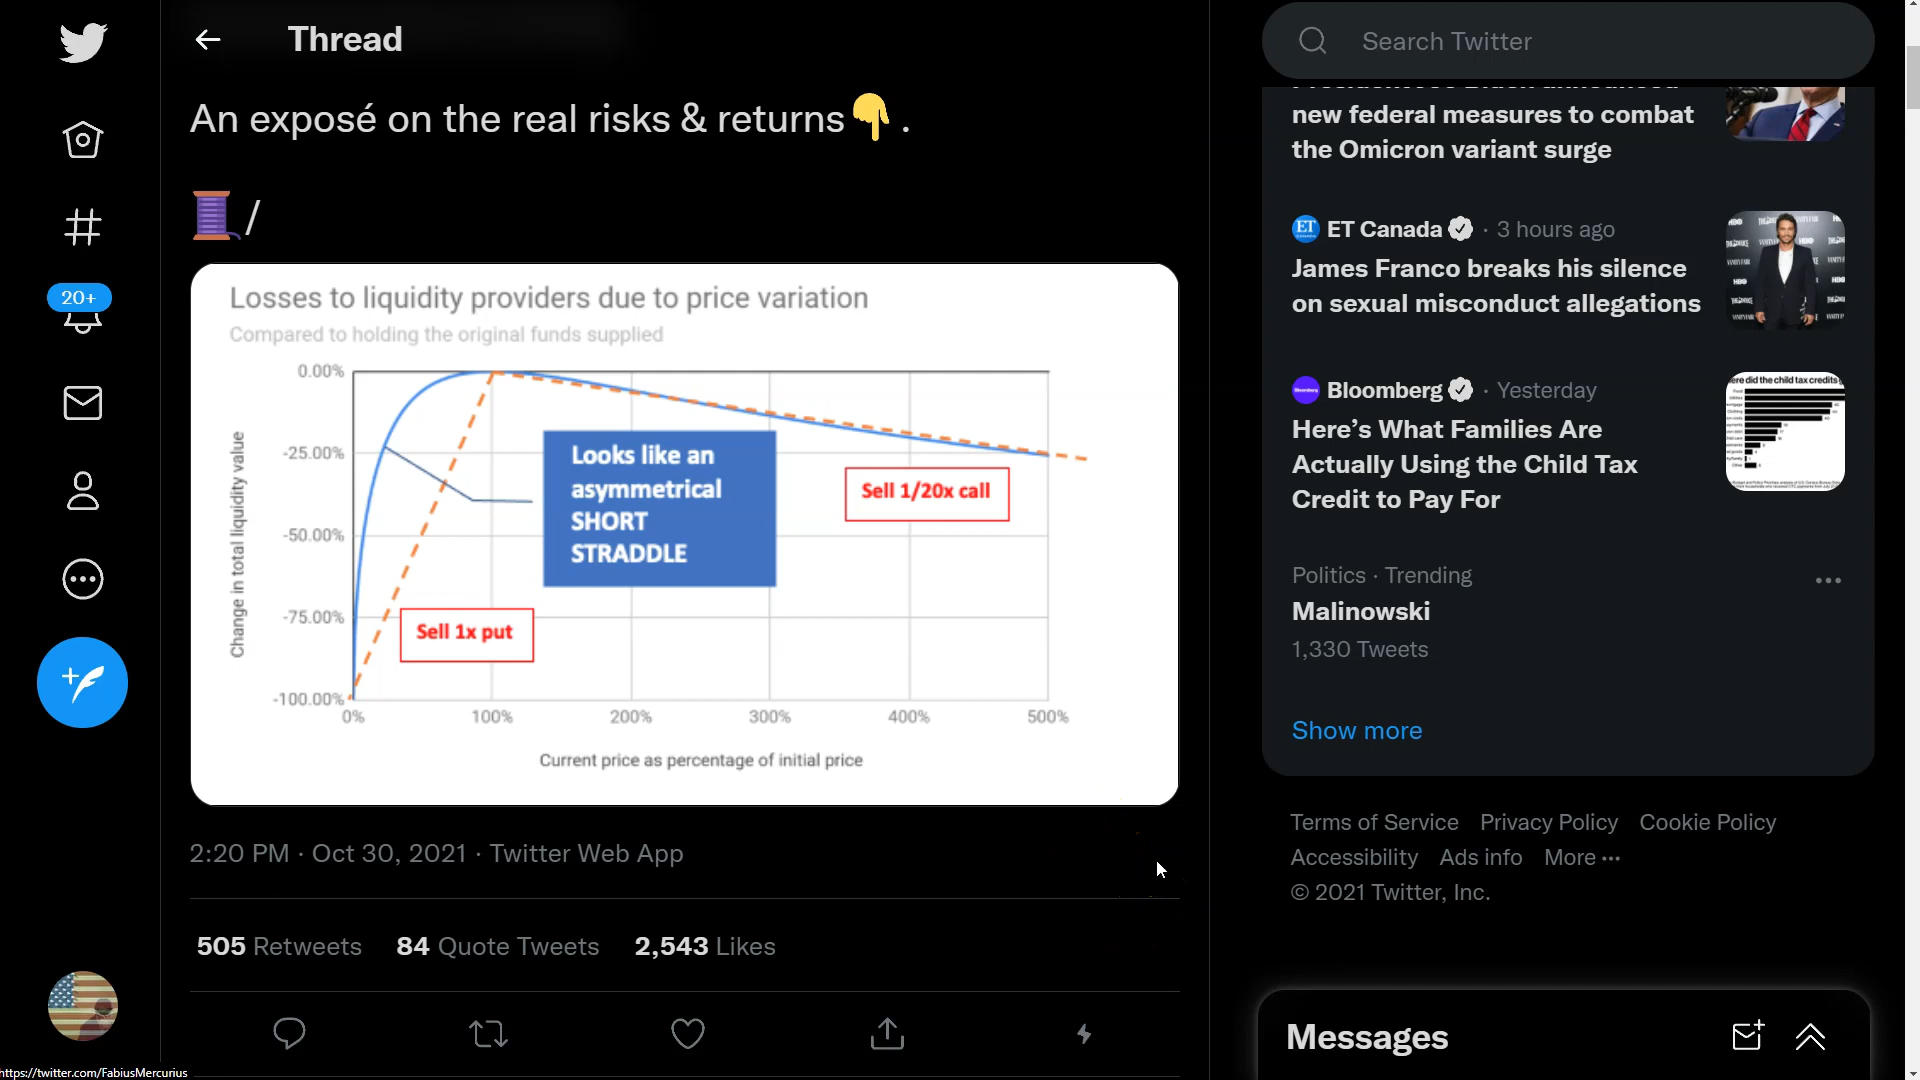 Thread
An exposé on the real risks & returns👇.
🧵/
Losses to liquidity providers due to price variation
Compared to holding the original funds supplied
Change in total liquidity value
0.00%
-25.00%
-50.00%
-75.00%
-100.00%
0%
100%
200%
300%
400%
500%
Looks like an
asymmetrical
SHORT
STRADDLE
Sell 1/20x call
Sell 1x put
Current price as percentage of initial price
2:20 PM · Oct 30, 2021 · Twitter Web App
505 Retweets 84 Quote Tweets 2,543 Likes
20+
https://twitter.com/FabiusMercurius
Search Twitter
new federal measures to combat
the Omicron variant surge
ET Canada · 3 hours ago
James Franco breaks his silence
on sexual misconduct allegations
Bloomberg · Yesterday
Here's What Families Are
Actually Using the Child Tax
Credit to Pay For
ere did the child tax credits
Politics · Trending
Malinowski
1,330 Tweets
Show more
Terms of Service Privacy Policy Cookie Policy
Accessibility Ads info More ···
© 2021 Twitter, Inc.
Messages